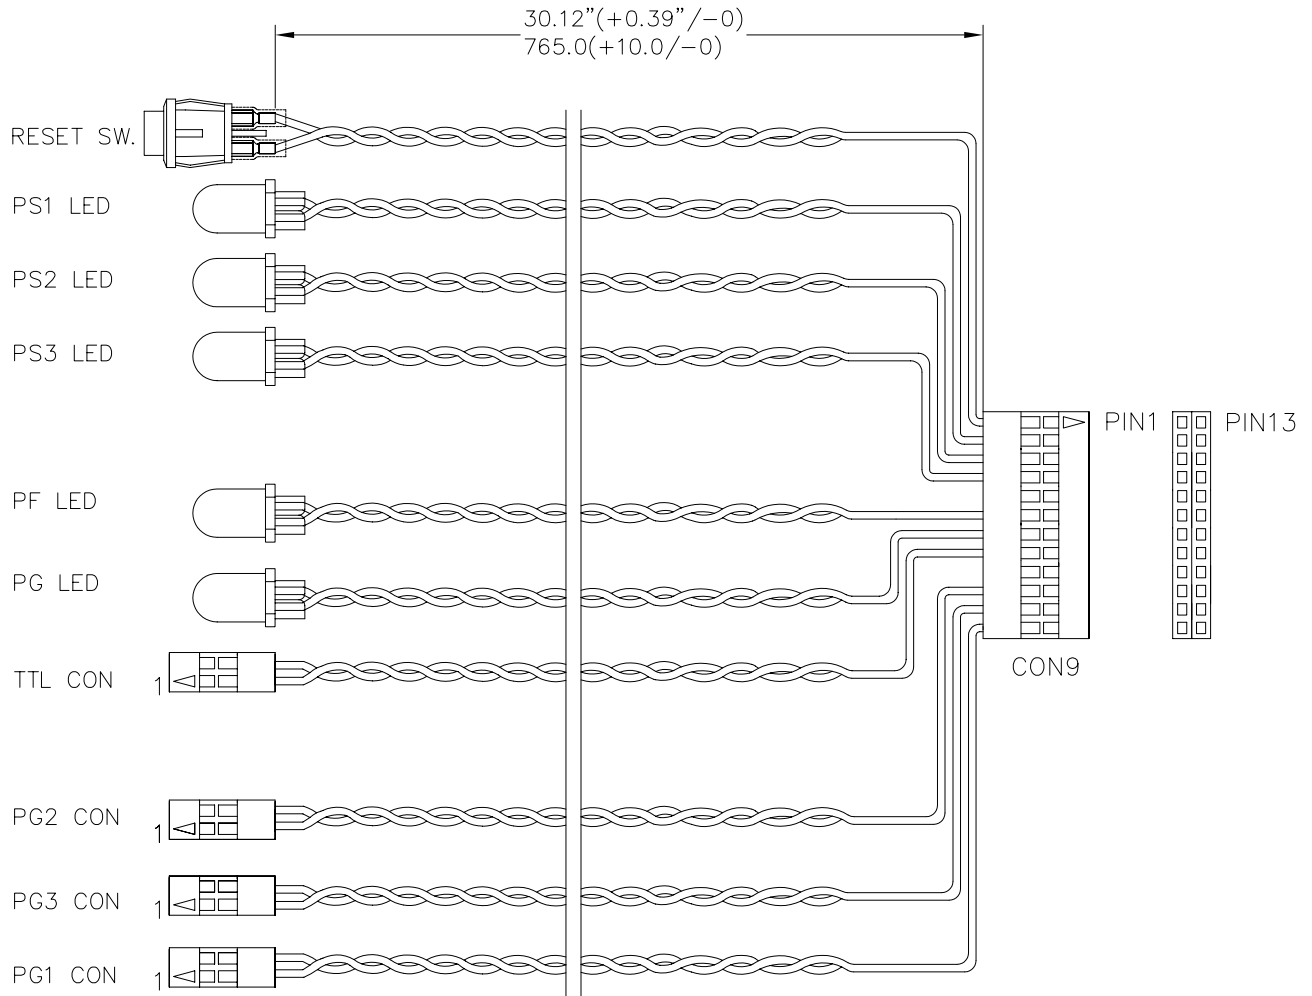 30.12”(+0.39”/−0)
765.0(+10.0/−0)
RESET SW.
PS1 LED
PS2 LED
PS3 LED
PIN1
PIN13
PF LED
PG LED
CON9
TTL CON
1
PG2 CON
1
PG3 CON
1
PG1 CON
1